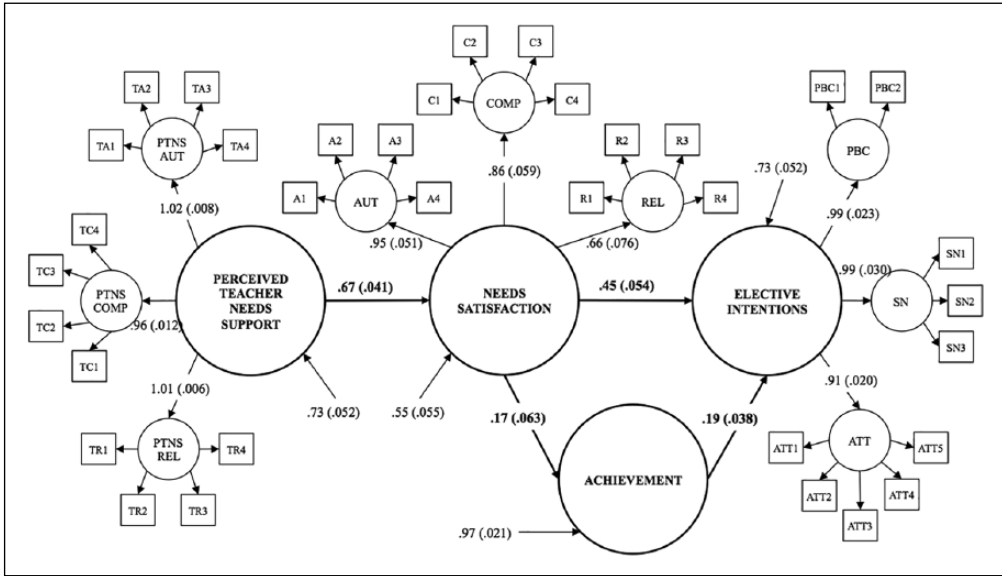 C2
C3
C1
COMP
C4
TA2
TA3
TA1
PTNS
AUT
TA4
A2
A3
A1
AUT
A4
R2
R3
R1
REL
R4
PBC1
PBC2
PBC
.86 (.059)
.73 (.052)
.99 (.023)
1.02 (.008)
.95 (.051)
.66 (.076)
TC4
TC3
PTNS
COMP
TC2
TC1
.96 (.012)
PERCEIVED
TEACHER
NEEDS
SUPPORT
.67 (.041)
NEEDS
SATISFACTION
.45 (.054)
ELECTIVE
INTENTIONS
.99 (.030)
SN1
SN
SN2
SN3
1.01 (.006)
.73 (.052)
.55 (.055)
.17 (.063)
.19 (.038)
.91 (.020)
TR1
PTNS
REL
TR4
TR2
TR3
ACHIEVEMENT
.97 (.021)
ATT1
ATT
ATT5
ATT2
ATT4
ATT3